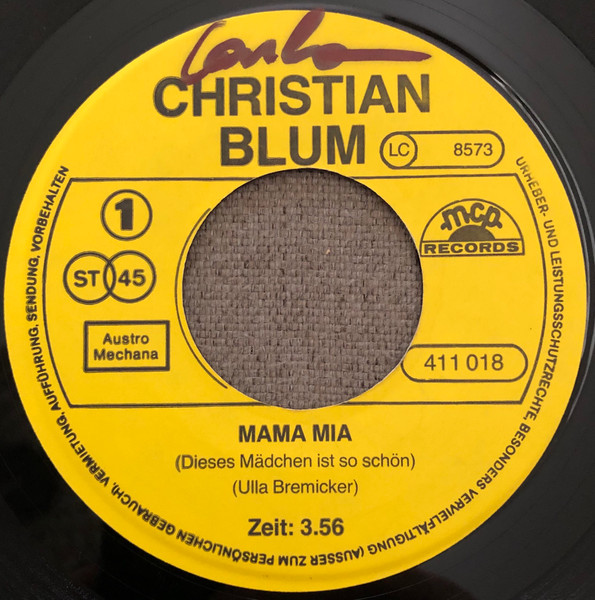 CHRISTIAN
BLUM
LC 8573
1
mcp
RECORDS
ST 45
Austro
Mechana
411 018
MAMA MIA
(Dieses Mädchen ist so schön)
(Ulla Bremicker)
Zeit: 3.56
URHEBER- UND LEISTUNGSSCHUTZRECHTE, BESONDERS VERVIELFÄLTIGUNG (AUSSER ZUM PERSÖNLICHEN GEBRAUCH), VERMIETUNG, AUFFÜHRUNG, SENDUNG, VORBEHALTEN